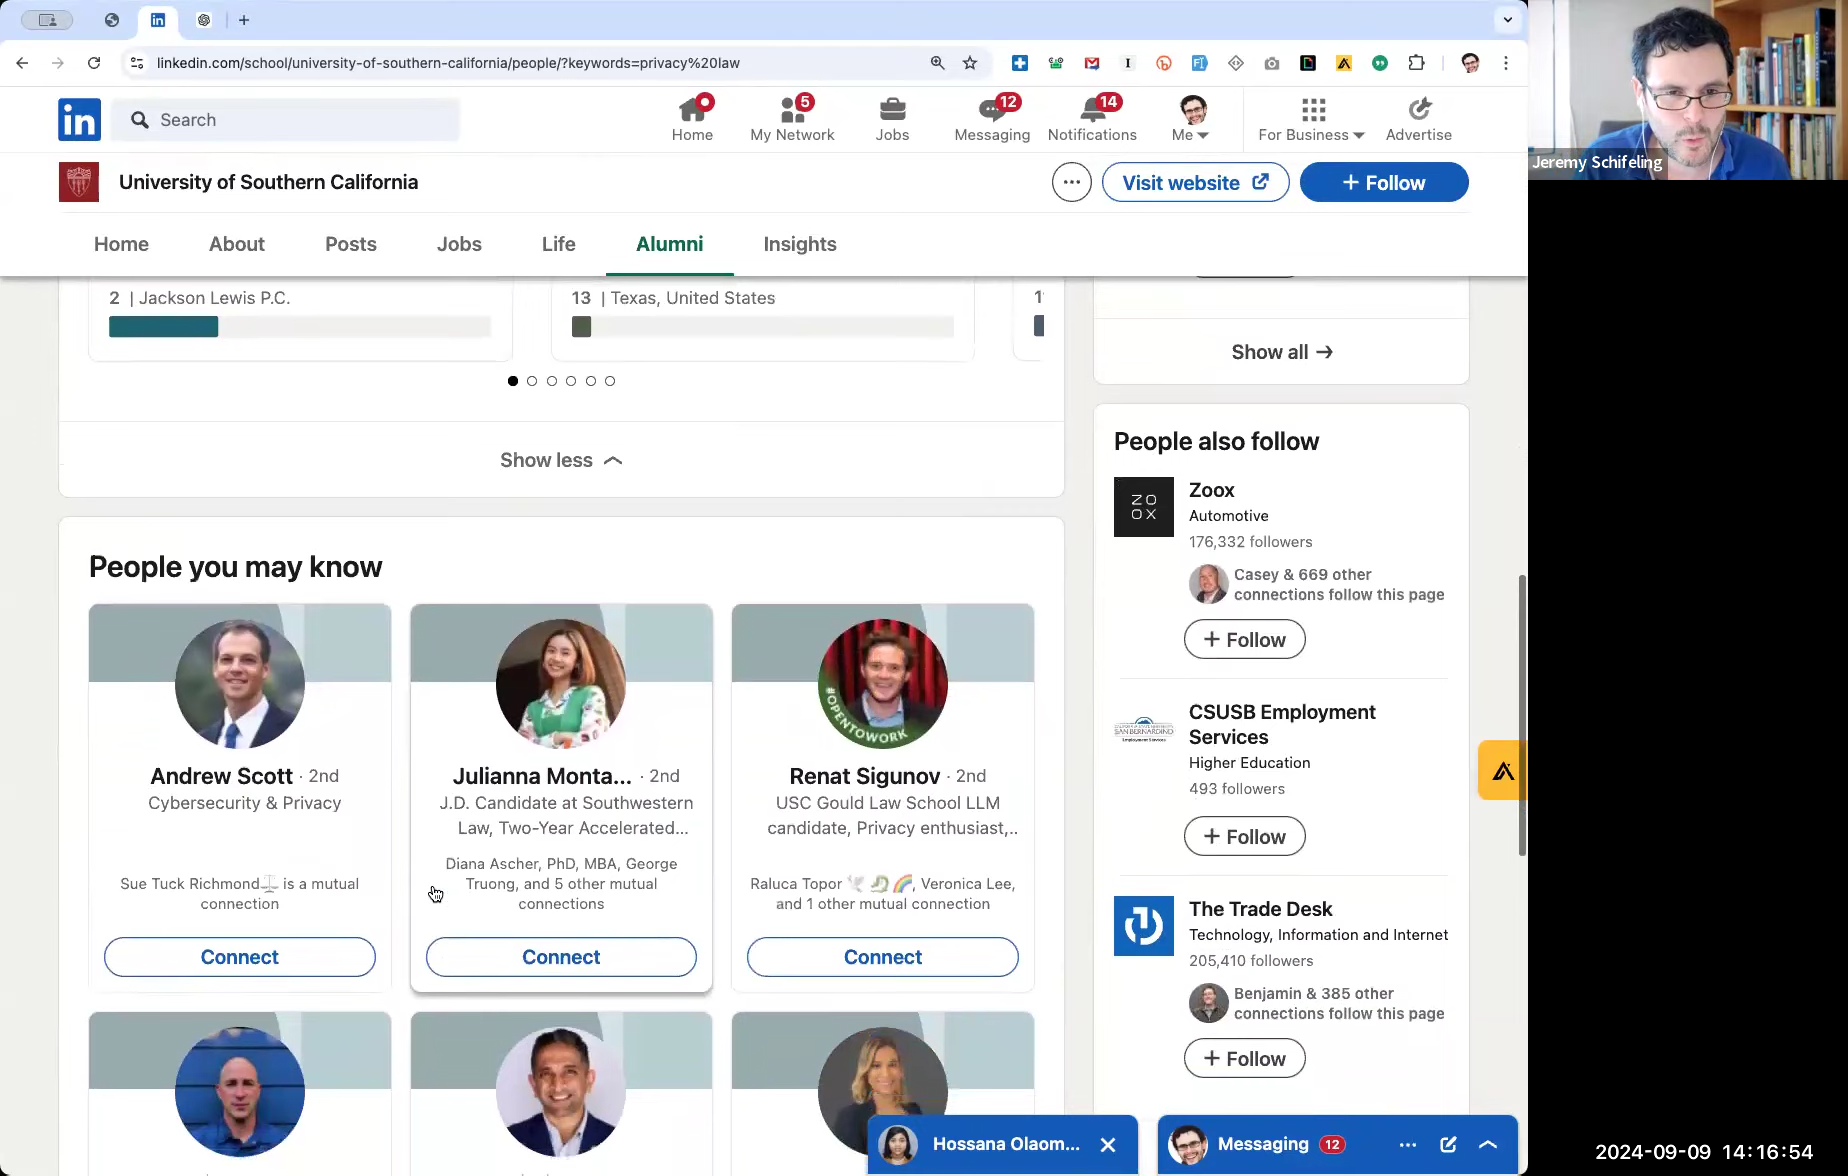 linkedin.com/school/university-of-southern-california/people/?keywords=privacy%20law
in
Search
Home
5
My Network
Jobs
12
Messaging
14
Notifications
Me
For Business
Advertise
Jeremy Schifeling
University of Southern California
Visit website
+ Follow
Home
About
Posts
Jobs
Life
Alumni
Insights
2 | Jackson Lewis P.C.
13 | Texas, United States
Show all →
Show less
People also follow
ZO
OX
Zoox
Automotive
176,332 followers
Casey & 669 other
connections follow this page
+ Follow
CSUSB Employment
Services
Higher Education
493 followers
+ Follow
The Trade Desk
Technology, Information and Internet
205,410 followers
Benjamin & 385 other
connections follow this page
+ Follow
People you may know
Andrew Scott · 2nd
Cybersecurity & Privacy
Sue Tuck Richmond⚖️ is a mutual
connection
Connect
Julianna Monta... · 2nd
J.D. Candidate at Southwestern
Law, Two-Year Accelerated...
Diana Ascher, PhD, MBA, George
Truong, and 5 other mutual
connections
Connect
#OPENTOWORK
Renat Sigunov · 2nd
USC Gould Law School LLM
candidate, Privacy enthusiast,..
Raluca Topor 🕊️ 🐉 🌈, Veronica Lee,
and 1 other mutual connection
Connect
Hossana Olaom...
Messaging 12
2024-09-09 14:16:54